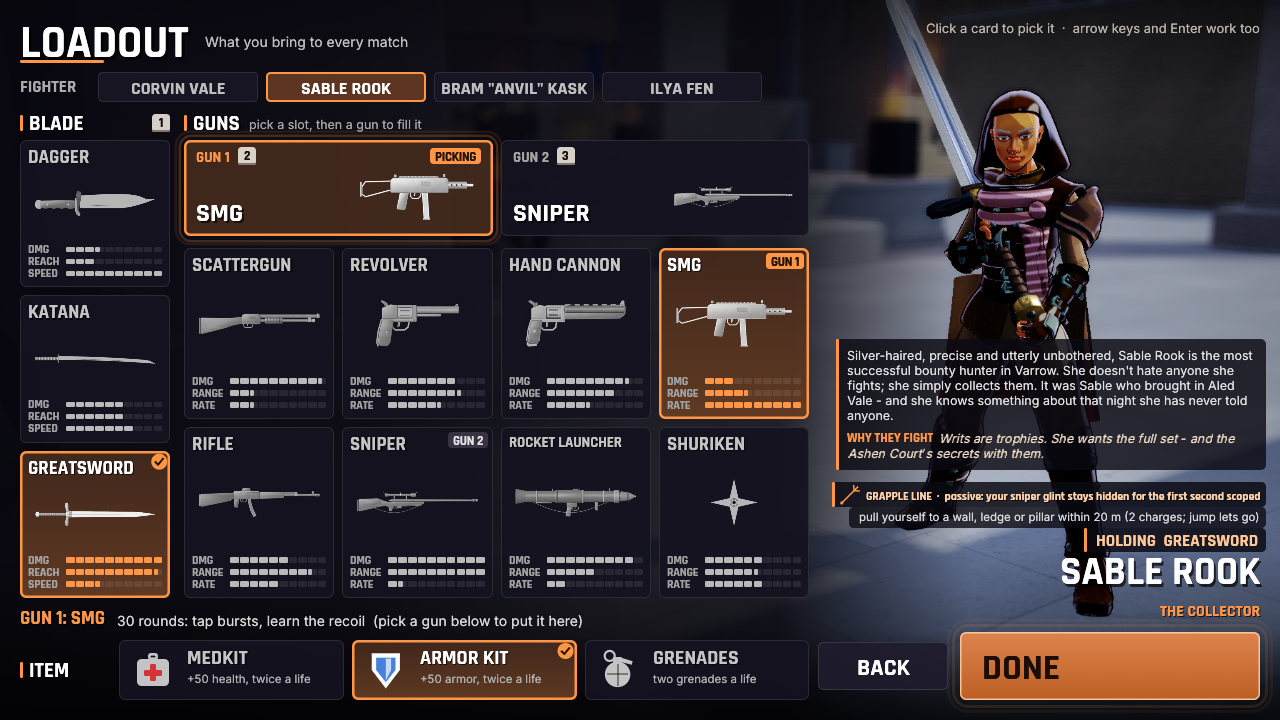 LOADOUT
What you bring to every match
Click a card to pick it · arrow keys and Enter work too
FIGHTER
CORVIN VALE
SABLE ROOK
BRAM "ANVIL" KASK
ILYA FEN
BLADE 1
GUNS pick a slot, then a gun to fill it
DAGGER
DMG
REACH
SPEED
KATANA
DMG
REACH
SPEED
GREATSWORD
DMG
REACH
SPEED
GUN 1 2
PICKING
SMG
GUN 2 3
SNIPER
SCATTERGUN
DMG
RANGE
RATE
REVOLVER
DMG
RANGE
RATE
HAND CANNON
DMG
RANGE
RATE
SMG
GUN 1
DMG
RANGE
RATE
RIFLE
DMG
RANGE
RATE
SNIPER
GUN 2
DMG
RANGE
RATE
ROCKET LAUNCHER
DMG
RANGE
RATE
SHURIKEN
DMG
RANGE
RATE
Silver-haired, precise and utterly unbothered, Sable Rook is the most
successful bounty hunter in Varrow. She doesn't hate anyone she
fights; she simply collects them. It was Sable who brought in Aled
Vale - and she knows something about that night she has never told
anyone.
WHY THEY FIGHT Writs are trophies. She wants the full set - and the
Ashen Court's secrets with them.
GRAPPLE LINE · passive: your sniper glint stays hidden for the first second scoped
pull yourself to a wall, ledge or pillar within 20 m (2 charges; jump lets go)
HOLDING GREATSWORD
SABLE ROOK
THE COLLECTOR
GUN 1: SMG 30 rounds: tap bursts, learn the recoil (pick a gun below to put it here)
ITEM
MEDKIT
+50 health, twice a life
ARMOR KIT
+50 armor, twice a life
GRENADES
two grenades a life
BACK
DONE